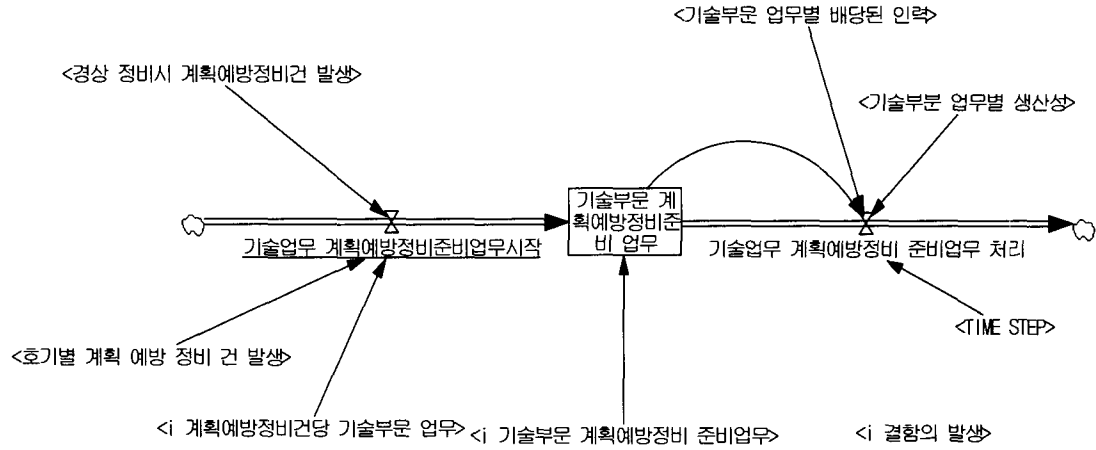 <기술부문 업무별 배당된 인력>
<경상 정비시 계획예방정비건 발생>
<기술부분 업무별 생산성>
기술부문 계
획예방정비준
비 업무
기술업무 계획예방정비준비업무시작
기술업무 계획예방정비 준비업무 처리
<TIME STEP>
<호기별 계획 예방 정비 건 발생>
<i 계획예방정비건당 기술부문 업무>
<i 기술부문 계획예방정비 준비업무>
<i 결함의 발생>